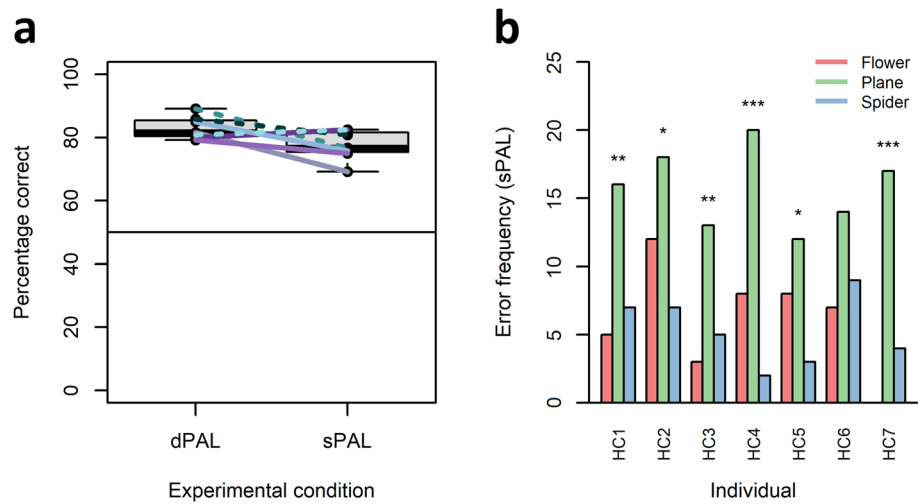 a
Percentage correct
100
80
60
40
20
0
dPAL
sPAL
Experimental condition
b
Error frequency (sPAL)
25
20
15
10
5
0
Flower
Plane
Spider
**
*
**
***
*
***
HC1
HC2
HC3
HC4
HC5
HC6
HC7
Individual